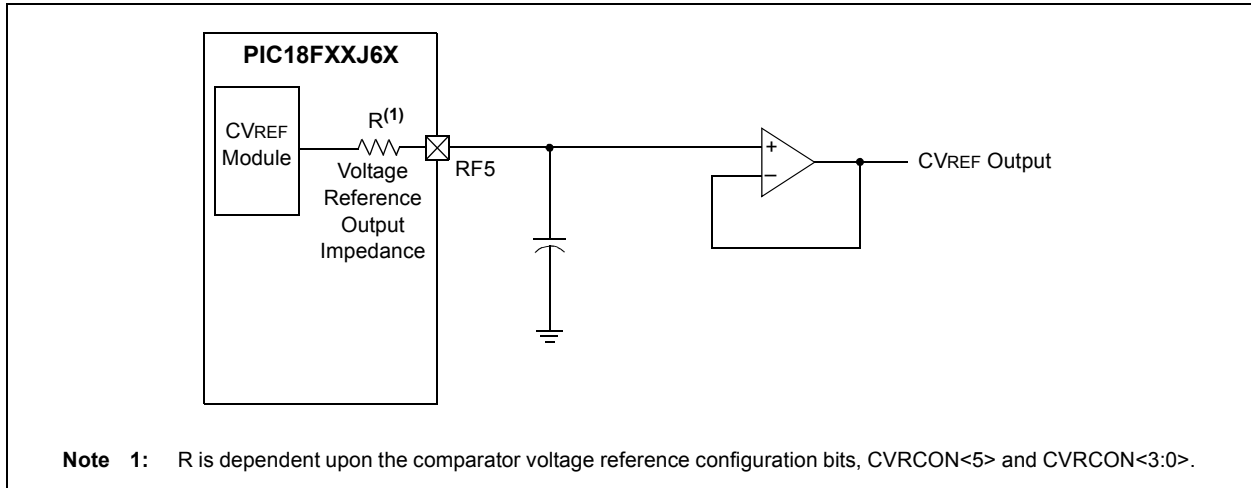 PIC18FXXJ6X
CVREF
Module
R(1)
Voltage
Reference
Output
Impedance
RF5
+
–
CVREF Output
Note 1: R is dependent upon the comparator voltage reference configuration bits, CVRCON<5> and CVRCON<3:0>.